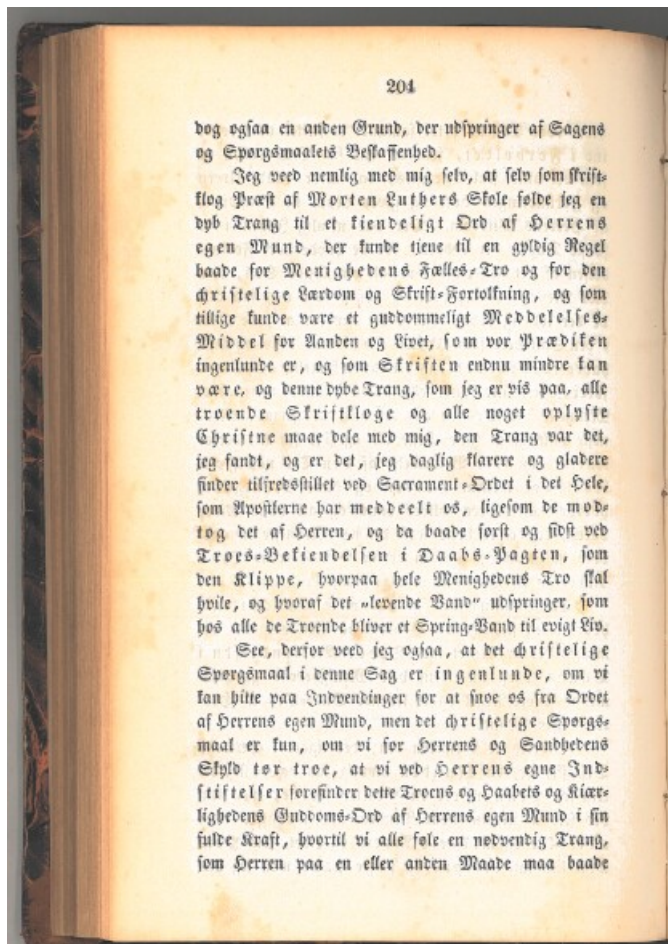 204
dog ogsaa en anden Grund, der udspringer af Sagens
og Spørgsmaalets Beskaffenhed.
Jeg veed nemlig med mig selv, at selv som skrift-
klog Præst af Morten Luthers Skole følde jeg en
dyb Trang til et kiendeligt Ord af Herrens
egen Mund, der kunde tjene til en gyldig Regel
baade for Menighedens Fælles-Tro og for den
christelige Lærdom og Skrift-Fortolkning, og som
tillige kunde være et guddommeligt Meddelelses-
Middel for Aanden og Livet, som vor Prædiken
ingenlunde er, og som Skriften endnu mindre kan
være, og denne dybe Trang, som jeg er vis paa, alle
troende Skriftkloge og alle noget oplyste
Christne maae dele med mig, den Trang var det,
jeg fandt, og er det, jeg daglig klarere og gladere
finder tilfredsstillet ved Sacrament-Ordet i det Hele,
som Apostlerne har meddeelt os, ligesom de mod-
tog det af Herren, og da baade først og sidst ved
Troes-Bekiendelsen i Daabs-Pagten, som
den Klippe, hvorpaa hele Menighedens Tro skal
hvile, og hvoraf det „levende Vand“ udspringer, som
hos alle de Troende bliver et Spring-Vand til evigt Liv.
See, derfor veed jeg ogsaa, at det christelige
Spørgsmaal i denne Sag er ingenlunde, om vi
kan hitte paa Indvendinger for at snoe os fra Ordet
af Herrens egen Mund, men det christelige Spørgs-
maal er kun, om vi for Herrens og Sandhedens
Skyld tør troe, at vi ved Herrens egne Ind-
stiftelser forefinder dette Troens og Haabets og Kiær-
lighedens Guddoms-Ord af Herrens egen Mund i sin
fulde Kraft, hvortil vi alle føle en nødvendig Trang,
som Herren paa en eller anden Maade maa baade